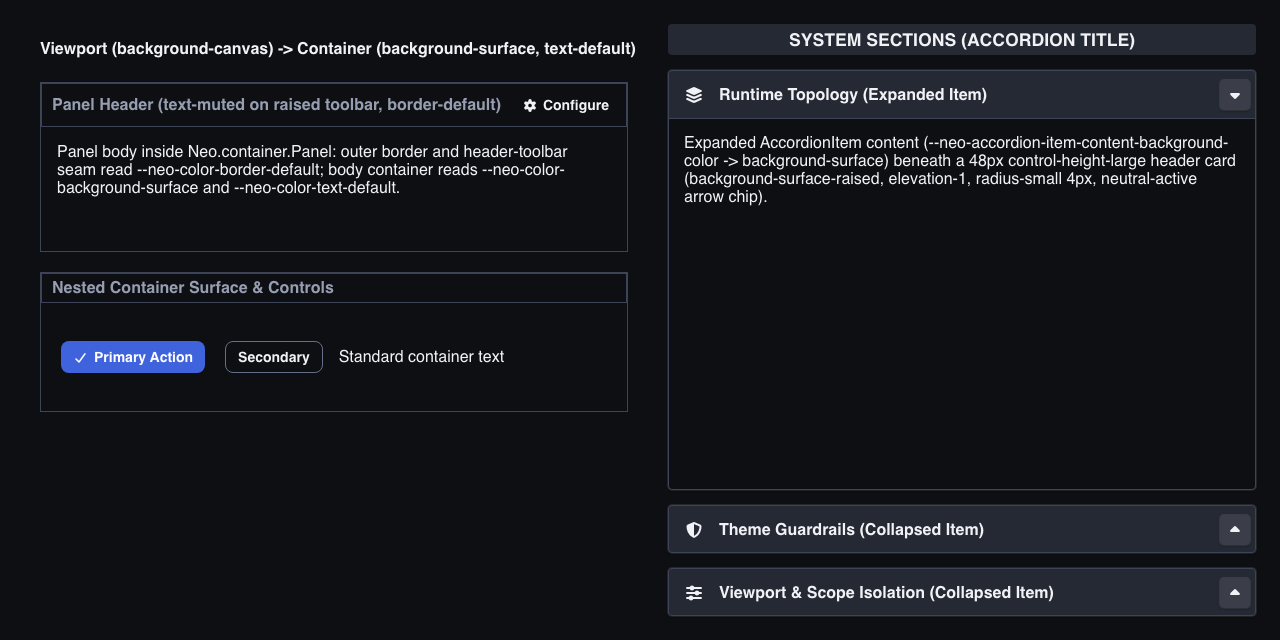 Viewport (background-canvas) -> Container (background-surface, text-default)
Panel Header (text-muted on raised toolbar, border-default)
Configure
Panel body inside Neo.container.Panel: outer border and header-toolbar
seam read --neo-color-border-default; body container reads --neo-color-
background-surface and --neo-color-text-default.
Nested Container Surface & Controls
Primary Action
Secondary
Standard container text
SYSTEM SECTIONS (ACCORDION TITLE)
Runtime Topology (Expanded Item)
Expanded AccordionItem content (--neo-accordion-item-content-background-
color -> background-surface) beneath a 48px control-height-large header card
(background-surface-raised, elevation-1, radius-small 4px, neutral-active
arrow chip).
Theme Guardrails (Collapsed Item)
Viewport & Scope Isolation (Collapsed Item)